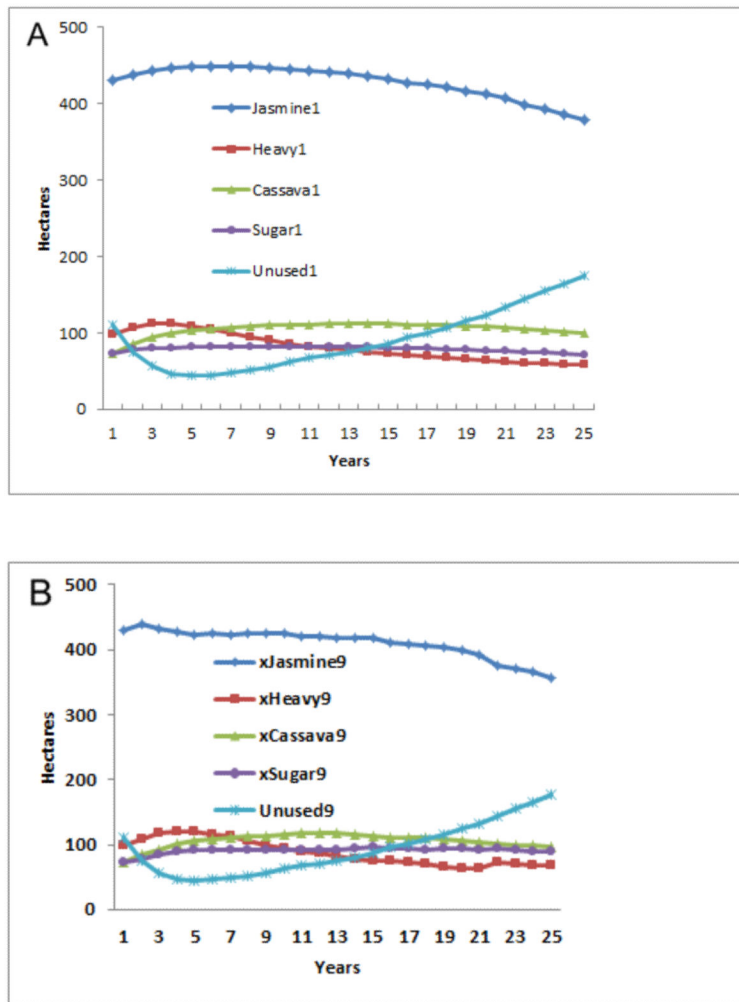 A
500
400
300
200
100
0
Hectares
Jasmine1
Heavy1
Cassava1
Sugar1
Unused1
1 3 5 7 9 11 13 15 17 19 21 23 25
Years
B
500
400
300
200
100
0
Hectares
xJasmine9
xHeavy9
xCassava9
xSugar9
Unused9
1 3 5 7 9 11 13 15 17 19 21 23 25
Years